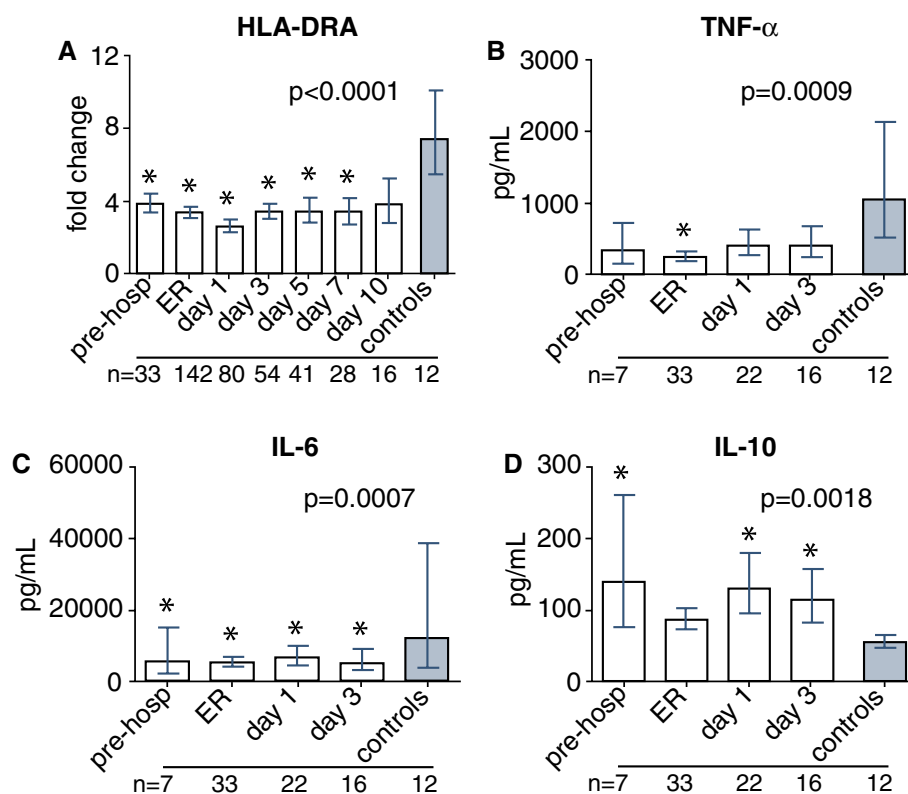 A
HLA-DRA
fold change
12
8
4
0
p<0.0001
* * * * * *
pre-hosp ER day 1 day 3 day 5 day 7 day 10 controls
n=33 142 80 54 41 28 16 12
B
TNF-α
pg/mL
3000
2000
1000
0
p=0.0009
*
pre-hosp ER day 1 day 3 controls
n=7 33 22 16 12
C
IL-6
pg/mL
60000
40000
20000
0
p=0.0007
* * * *
pre-hosp ER day 1 day 3 controls
n=7 33 22 16 12
D
IL-10
pg/mL
300
200
100
0
p=0.0018
* * *
pre-hosp ER day 1 day 3 controls
n=7 33 22 16 12